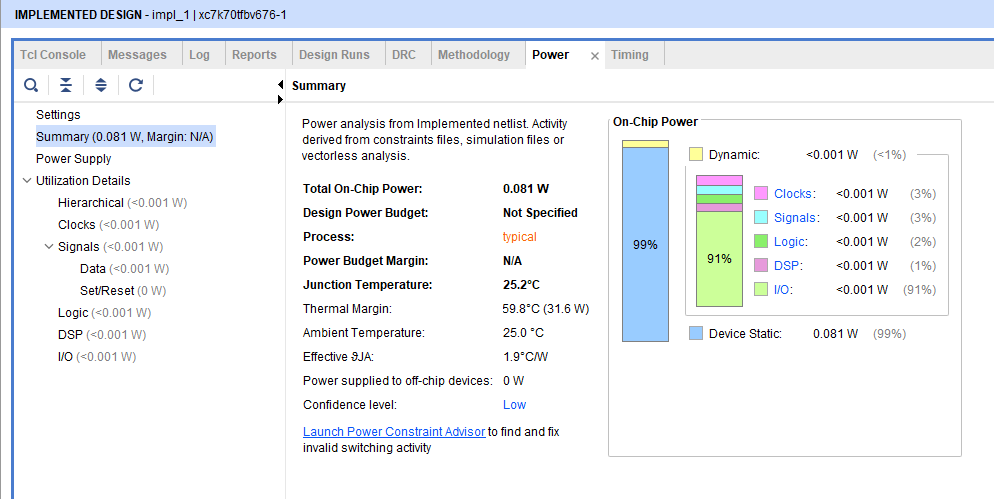 IMPLEMENTED DESIGN - impl_1 | xc7k70tfbv676-1
Tcl Console Messages Log Reports Design Runs DRC Methodology Power × Timing
Summary
Settings
Summary (0.081 W, Margin: N/A)
Power Supply
Utilization Details
Hierarchical (<0.001 W)
Clocks (<0.001 W)
Signals (<0.001 W)
Data (<0.001 W)
Set/Reset (0 W)
Logic (<0.001 W)
DSP (<0.001 W)
I/O (<0.001 W)
Power analysis from Implemented netlist. Activity
derived from constraints files, simulation files or
vectorless analysis.
Total On-Chip Power: 0.081 W
Design Power Budget: Not Specified
Process: typical
Power Budget Margin: N/A
Junction Temperature: 25.2°C
Thermal Margin: 59.8°C (31.6 W)
Ambient Temperature: 25.0 °C
Effective ϑJA: 1.9°C/W
Power supplied to off-chip devices: 0 W
Confidence level: Low
Launch Power Constraint Advisor to find and fix
invalid switching activity
On-Chip Power
Dynamic: <0.001 W (<1%)
Clocks: <0.001 W (3%)
Signals: <0.001 W (3%)
Logic: <0.001 W (2%)
DSP: <0.001 W (1%)
I/O: <0.001 W (91%)
99%
91%
Device Static: 0.081 W (99%)